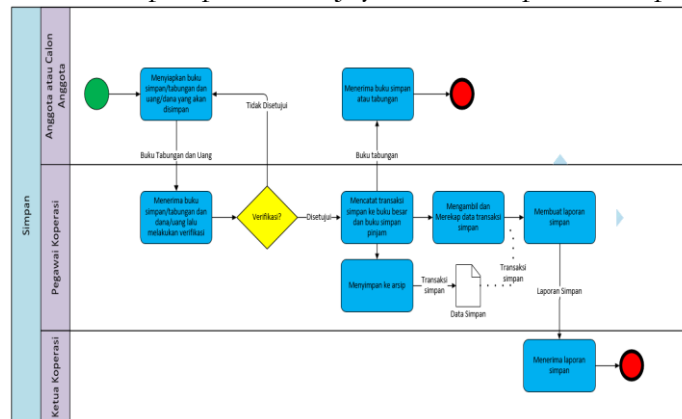 Simpan
Anggota atau Calon
Anggota
Menyiapkan buku
simpan/tabungan dan
uang/dana yang akan
disimpan
Tidak Disetujui
Menerima buku simpan
atau tabungan
Buku Tabungan dan Uang
Buku tabungan
Pegawai Koperasi
Menerima buku
simpan/tabungan dan
dana/uang lalu
melakukan verifikasi
Verifikasi?
Disetujui
Mencatat transaksi
simpan ke buku besar
dan buku simpan
pinjam
Mengambil dan
Merekap data transaksi
simpan
Membuat laporan
simpan
Menyimpan ke arsip
Transaksi
simpan
Data Simpan
Transaksi
simpan
Laporan Simpan
Ketua Koperasi
Menerima laporan
simpan